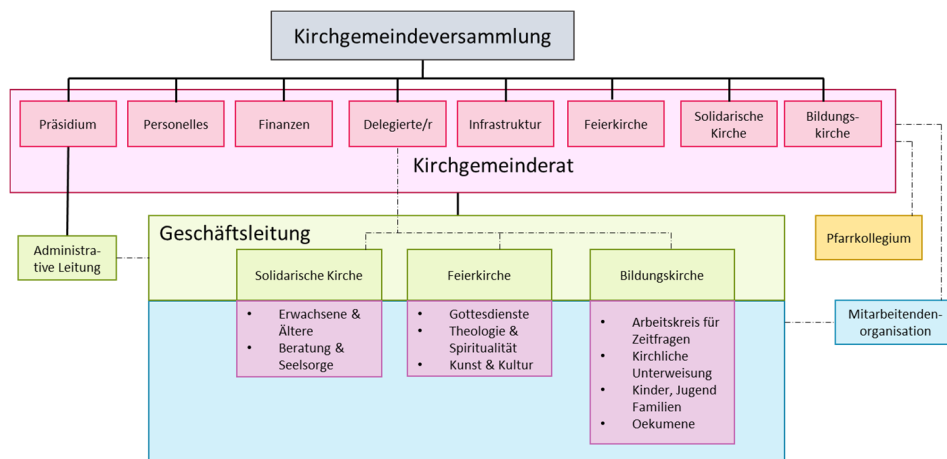 Kirchgemeindeversammlung
Präsidium
Personelles
Finanzen
Delegierte/r
Infrastruktur
Feierkirche
Solidarische
Kirche
Bildungs-
kirche
Kirchgemeinderat
Administra-
tive Leitung
Geschäftsleitung
Pfarrkollegium
Solidarische Kirche
Feierkirche
Bildungskirche
• Erwachsene &
Ältere
• Beratung &
Seelsorge
• Gottesdienste
• Theologie &
Spiritualität
• Kunst & Kultur
• Arbeitskreis für
Zeitfragen
• Kirchliche
Unterweisung
• Kinder, Jugend
Familien
• Oekumene
Mitarbeitenden-
organisation